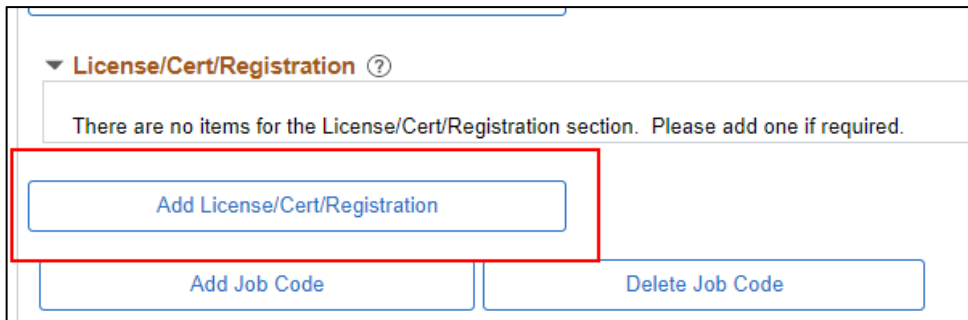 License/Cert/Registration ?
There are no items for the License/Cert/Registration section. Please add one if required.
Add License/Cert/Registration
Add Job Code Delete Job Code